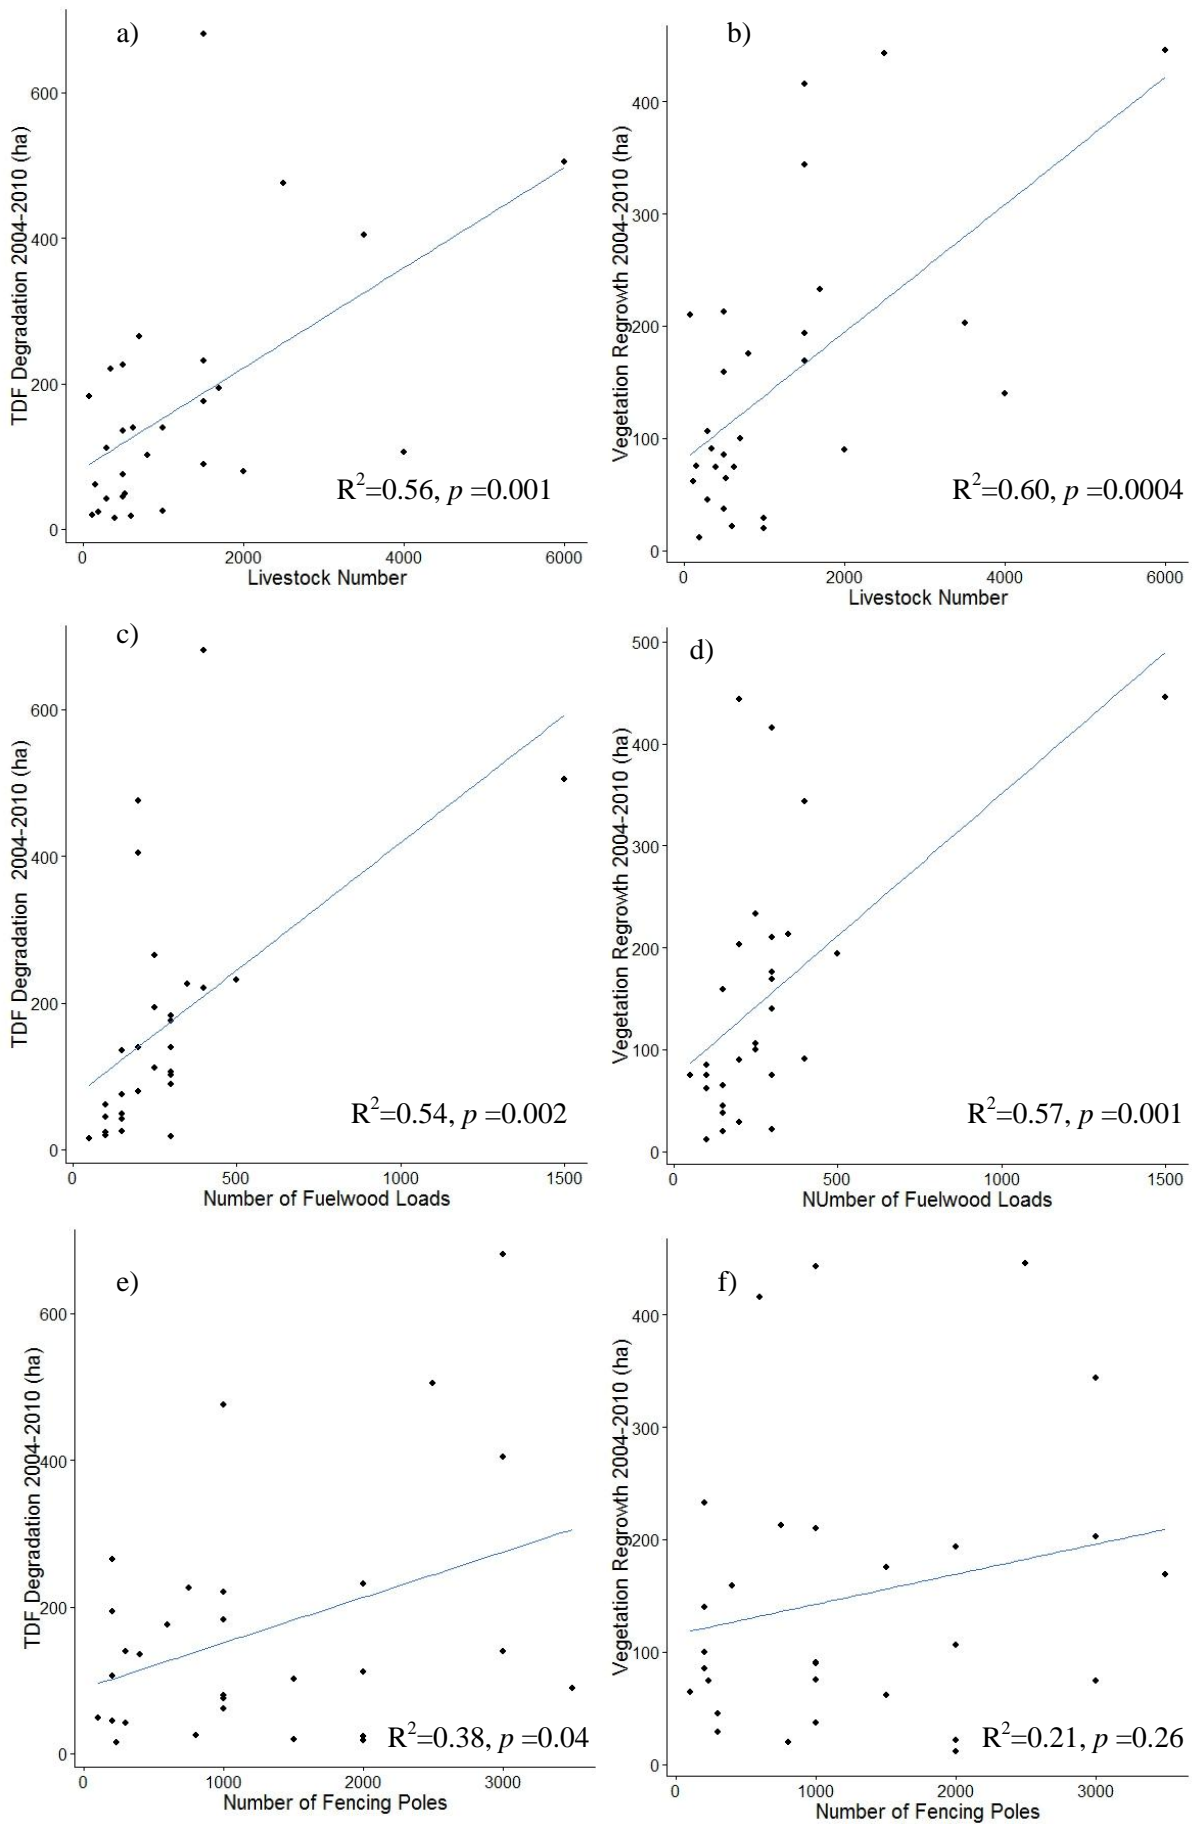 a)
TDF Degradation 2004-2010 (ha)
600
400
200
0
R²=0.56, p =0.001
0 2000 4000 6000
Livestock Number
b)
Vegetation Regrowth 2004-2010 (ha)
400
300
200
100
0
R²=0.60, p =0.0004
0 2000 4000 6000
Livestock Number
c)
TDF Degradation 2004-2010 (ha)
600
400
200
0
R²=0.54, p =0.002
0 500 1000 1500
Number of Fuelwood Loads
d)
Vegetation Regrowth 2004-2010 (ha)
500
400
300
200
100
0
R²=0.57, p =0.001
0 500 1000 1500
NUmber of Fuelwood Loads
e)
TDF Degradation 2004-2010 (ha)
600
400
200
0
R²=0.38, p =0.04
0 1000 2000 3000
Number of Fencing Poles
f)
Vegetation Regrowth 2004-2010 (ha)
400
300
200
100
0
R²=0.21, p =0.26
0 1000 2000 3000
Number of Fencing Poles